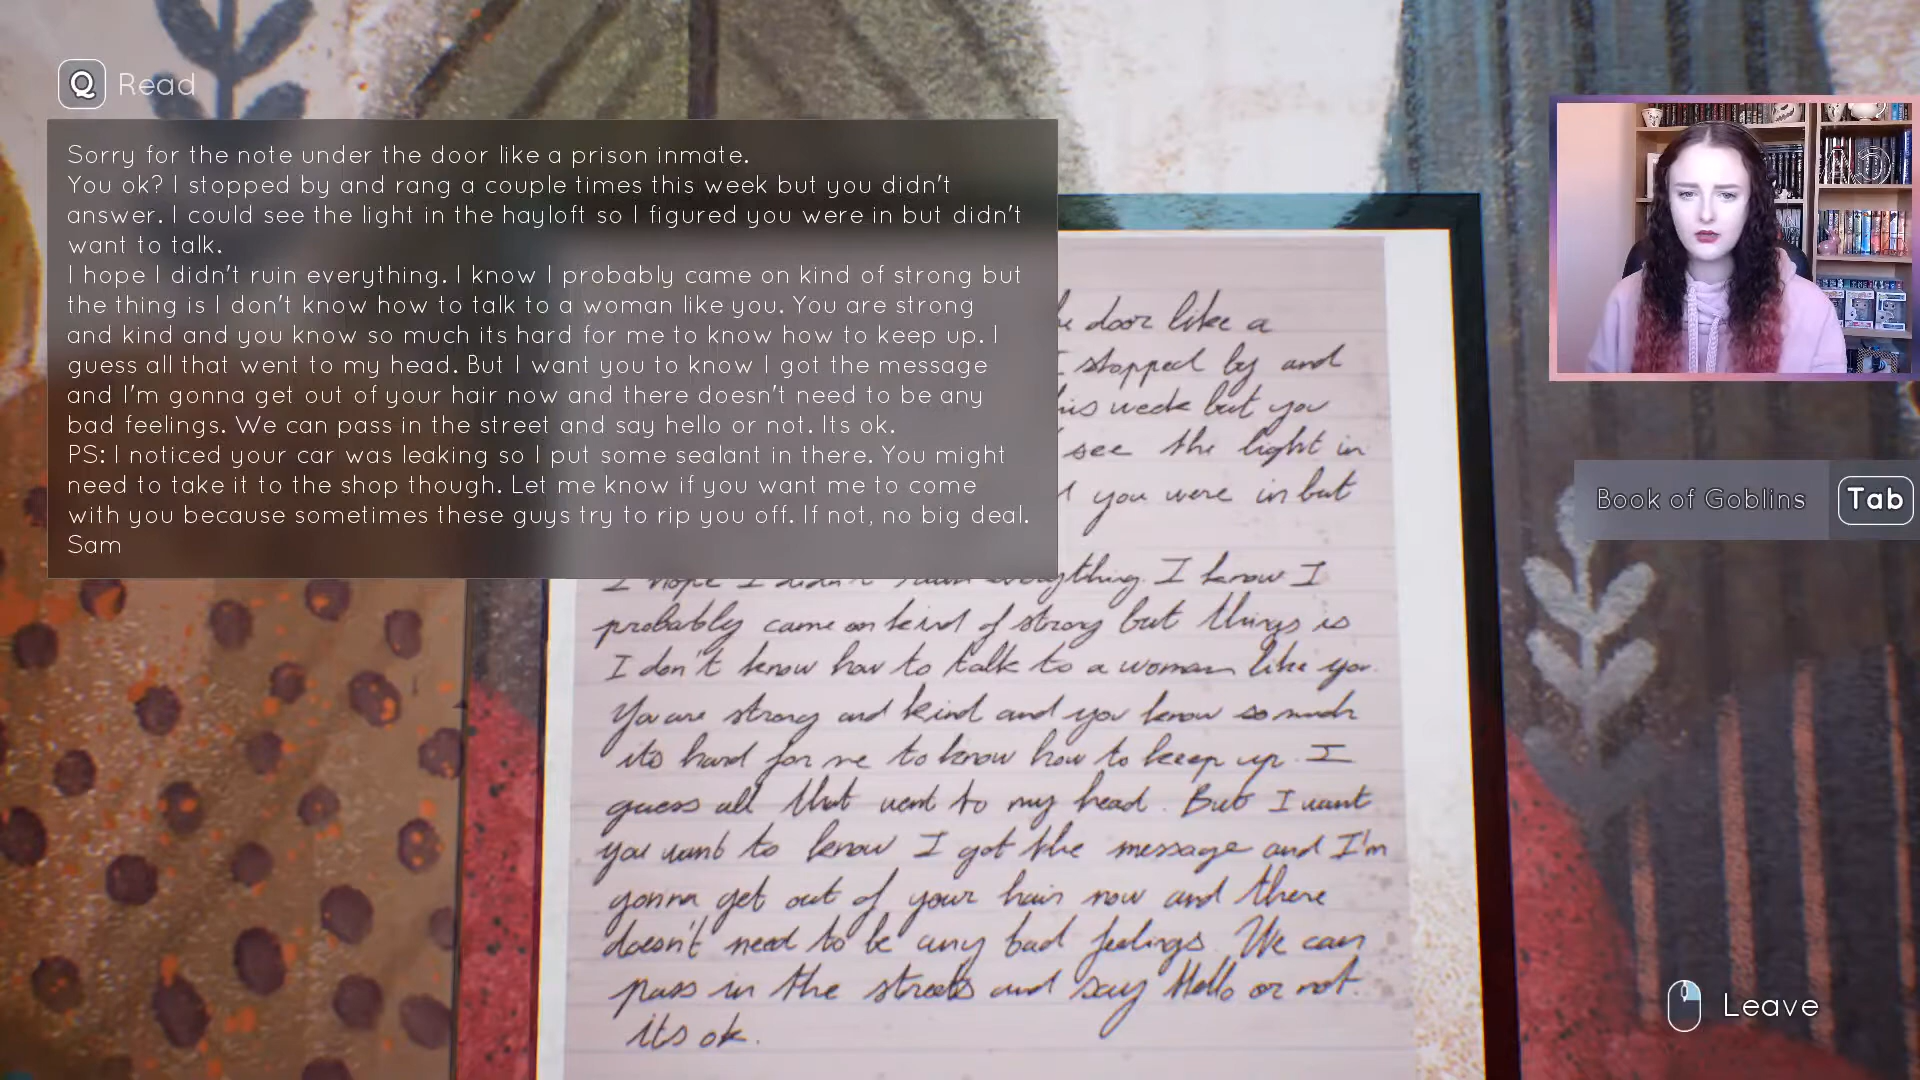 Q Read
Sorry for the note under the door like a prison inmate.
You ok? I stopped by and rang a couple times this week but you didn't
answer. I could see the light in the hayloft so I figured you were in but didn't
want to talk.
I hope I didn't ruin everything. I know I probably came on kind of strong but
the thing is I don't know how to talk to a woman like you. You are strong
and kind and you know so much its hard for me to know how to keep up. I
guess all that went to my head. But I want you to know I got the message
and I'm gonna get out of your hair now and there doesn't need to be any
bad feelings. We can pass in the street and say hello or not. Its ok.
PS: I noticed your car was leaking so I put some sealant in there. You might
need to take it to the shop though. Let me know if you want me to come
with you because sometimes these guys try to rip you off. If not, no big deal.
Sam
door like a
I stopped by and
this week but you
see the light in
you were in but
I hope I didn't ruin everything. I know I
probably came on kind of strong but things is
I don't know how to talk to a woman like you.
You are strong and kind and you know so much
its hard for me to know how to keep up. I
guess all that went to my head. But I want
you want to know I got the message and I'm
gonna get out of your hair now and there
doesn't need to be any bad feelings. We can
pass in the streets and say Hello or not.
its ok.
Book of Goblins Tab
Leave